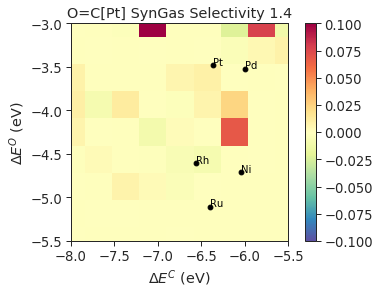 O=C[Pt] SynGas Selectivity 1.4
ΔE^O (eV)
−3.0
−3.5
−4.0
−4.5
−5.0
−5.5
Pt
Pd
Rh
Ni
Ru
0.100
0.075
0.050
0.025
0.000
−0.025
−0.050
−0.075
−0.100
−8.0 −7.5 −7.0 −6.5 −6.0 −5.5
ΔE^C (eV)